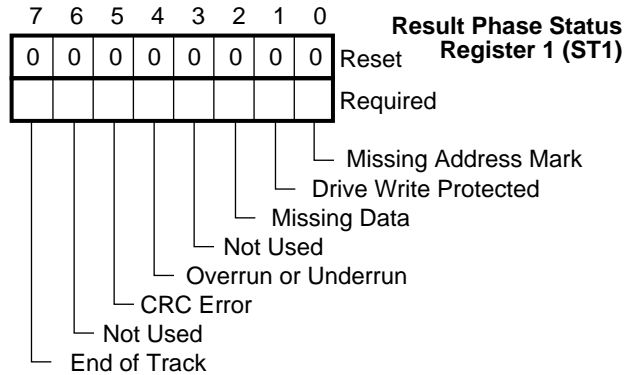 7 6 5 4 3 2 1 0
Result Phase Status
Register 1 (ST1)
0 0 0 0 0 0 0 0 Reset
Required
Missing Address Mark
Drive Write Protected
Missing Data
Not Used
Overrun or Underrun
CRC Error
Not Used
End of Track